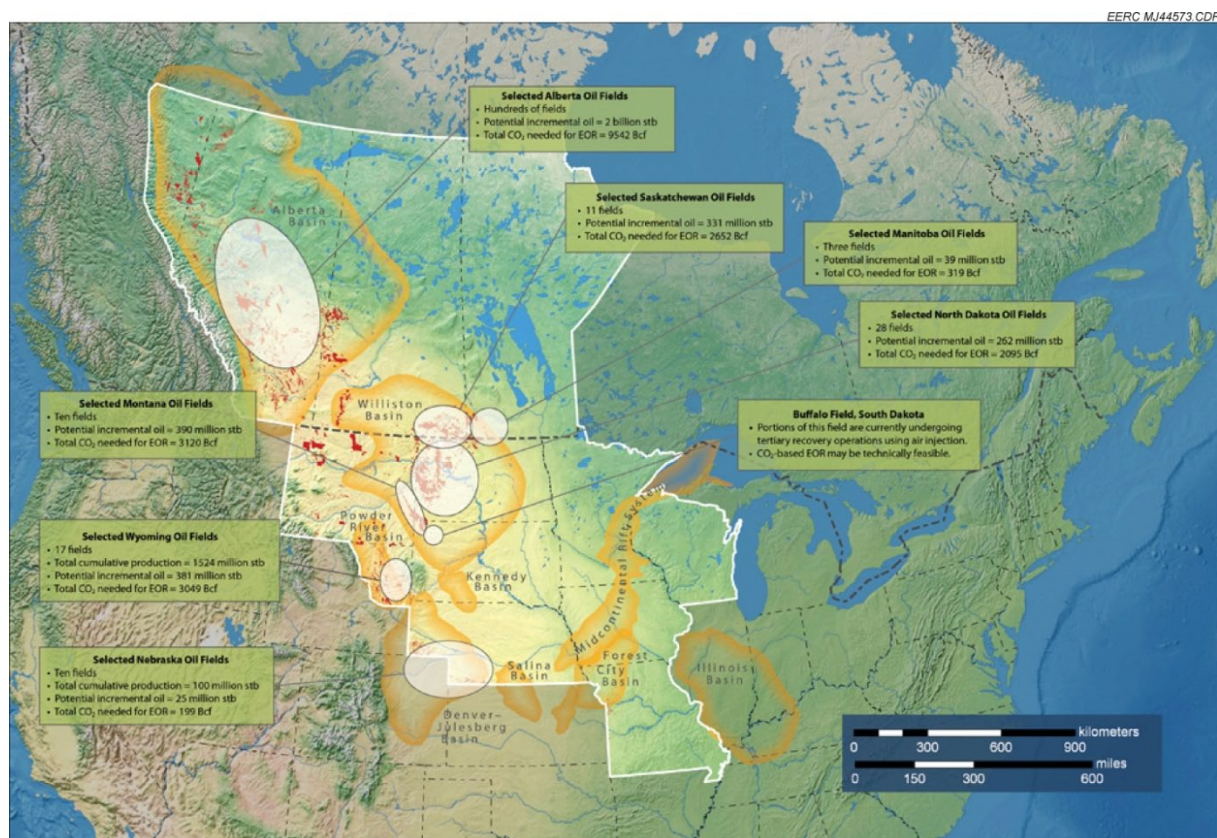 EERC MJ44573.CDR
Selected Alberta Oil Fields
• Hundreds of fields
• Potential incremental oil = 2 billion stb
• Total CO₂ needed for EOR = 9542 Bcf
Selected Saskatchewan Oil Fields
• 11 fields
• Potential incremental oil = 331 million stb
• Total CO₂ needed for EOR = 2652 Bcf
Selected Manitoba Oil Fields
• Three fields
• Potential incremental oil = 39 million stb
• Total CO₂ needed for EOR = 319 Bcf
Selected North Dakota Oil Fields
• 28 fields
• Potential incremental oil = 262 million stb
• Total CO₂ needed for EOR = 2095 Bcf
Buffalo Field, South Dakota
• Portions of this field are currently undergoing
tertiary recovery operations using air injection.
• CO₂-based EOR may be technically feasible.
Selected Montana Oil Fields
• Ten fields
• Potential incremental oil = 390 million stb
• Total CO₂ needed for EOR = 3120 Bcf
Selected Wyoming Oil Fields
• 17 fields
• Total cumulative production = 1524 million stb
• Potential incremental oil = 381 million stb
• Total CO₂ needed for EOR = 3049 Bcf
Selected Nebraska Oil Fields
• Ten fields
• Total cumulative production = 100 million stb
• Potential incremental oil = 25 million stb
• Total CO₂ needed for EOR = 199 Bcf
Alberta
Basin
Williston
Basin
Powder
River
Basin
Kennedy
Basin
Midcontinental Rift System
Salina
Basin
Forest
City
Basin
Illinois
Basin
Denver–
Julesberg
Basin
kilometers
0 300 600 900
miles
0 150 300 600